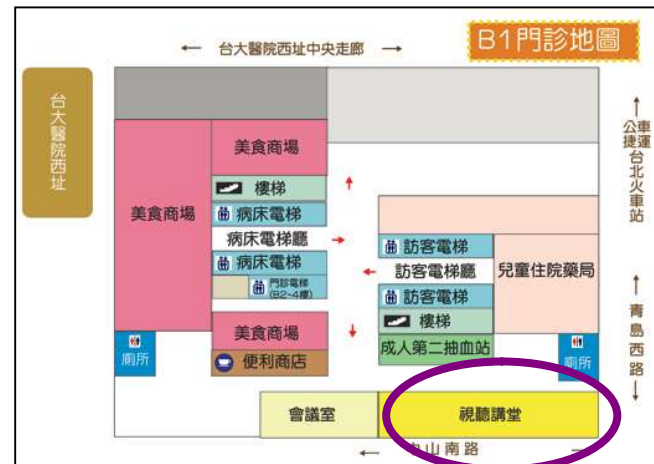 B1門診地圖
← 台大醫院西址中央走廊 →
台大醫院西址
美食商場
美食商場
樓梯
病床電梯
病床電梯廳
病床電梯
門診電梯
(B2~4樓)
美食商場
便利商店
廁所
訪客電梯
訪客電梯廳
訪客電梯
樓梯
成人第二抽血站
兒童住院藥局
廁所
會議室
視聽講堂
山南路
公車
捷運
台北火車站
青島西路